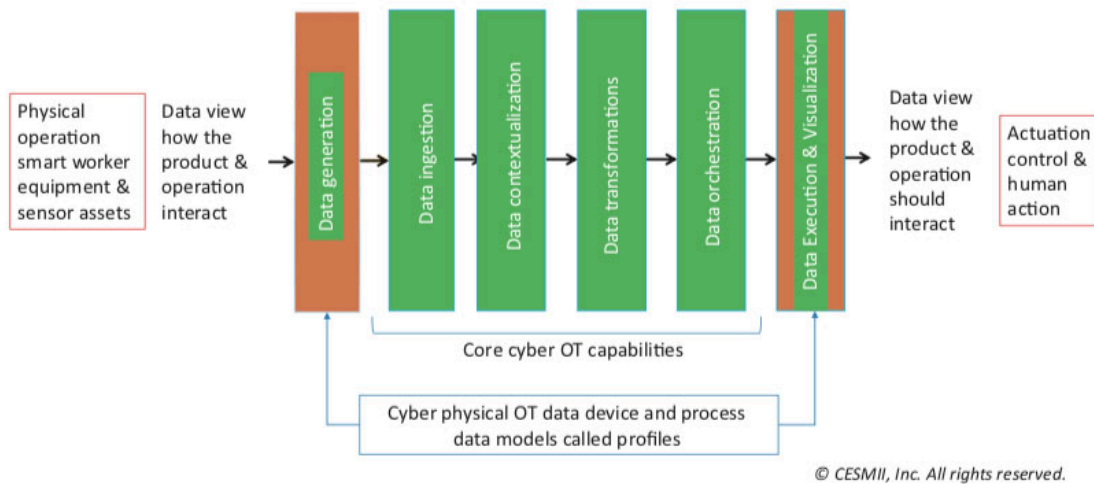 Physical
operation
smart worker
equipment &
sensor assets
Data view
how the
product &
operation
interact
Data generation
Data ingestion
Data contextualization
Data transformations
Data orchestration
Data Execution & Visualization
Data view
how the
product &
operation
should
interact
Actuation
control &
human
action
Core cyber OT capabilities
Cyber physical OT data device and process
data models called profiles
© CESMII, Inc. All rights reserved.